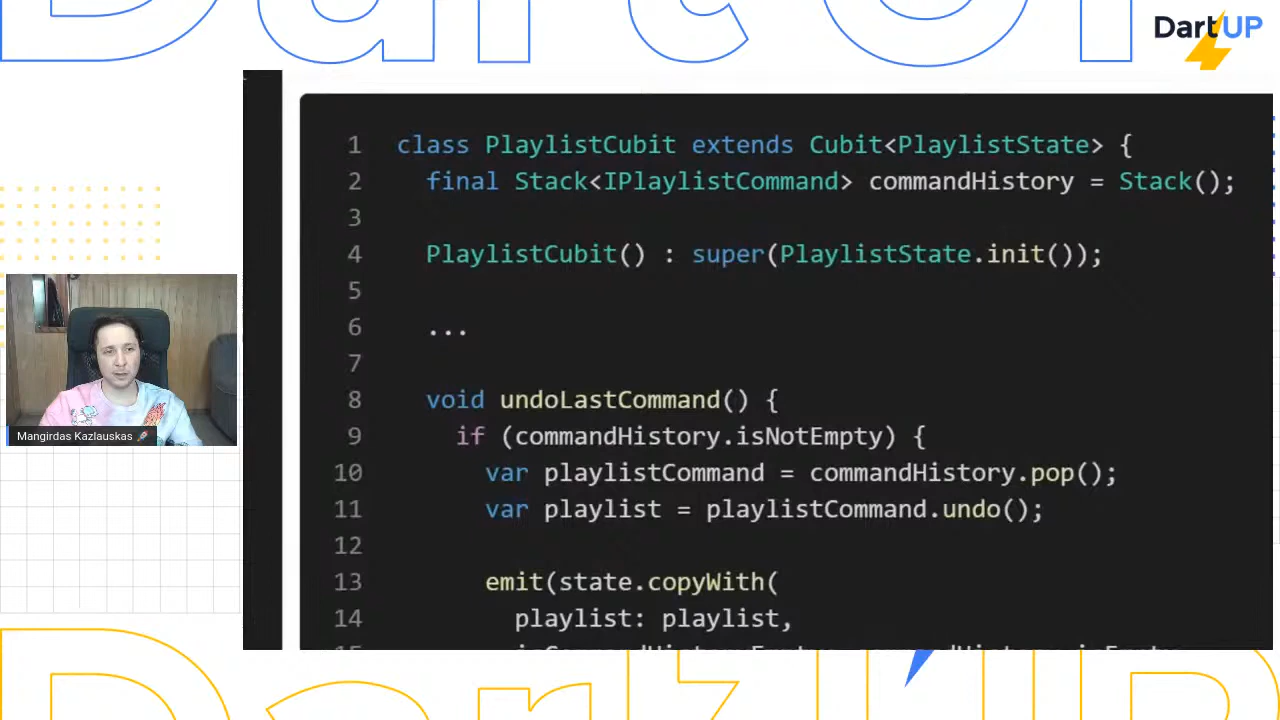 Dart UP
DartUP
1 class PlaylistCubit extends Cubit<PlaylistState> {
2 final Stack<IPlaylistCommand> commandHistory = Stack();
3
4 PlaylistCubit() : super(PlaylistState.init());
5
6 ...
7
8 void undoLastCommand() {
9 if (commandHistory.isNotEmpty) {
10 var playlistCommand = commandHistory.pop();
11 var playlist = playlistCommand.undo();
12
13 emit(state.copyWith(
14 playlist: playlist,
Mangirdas Kazlauskas